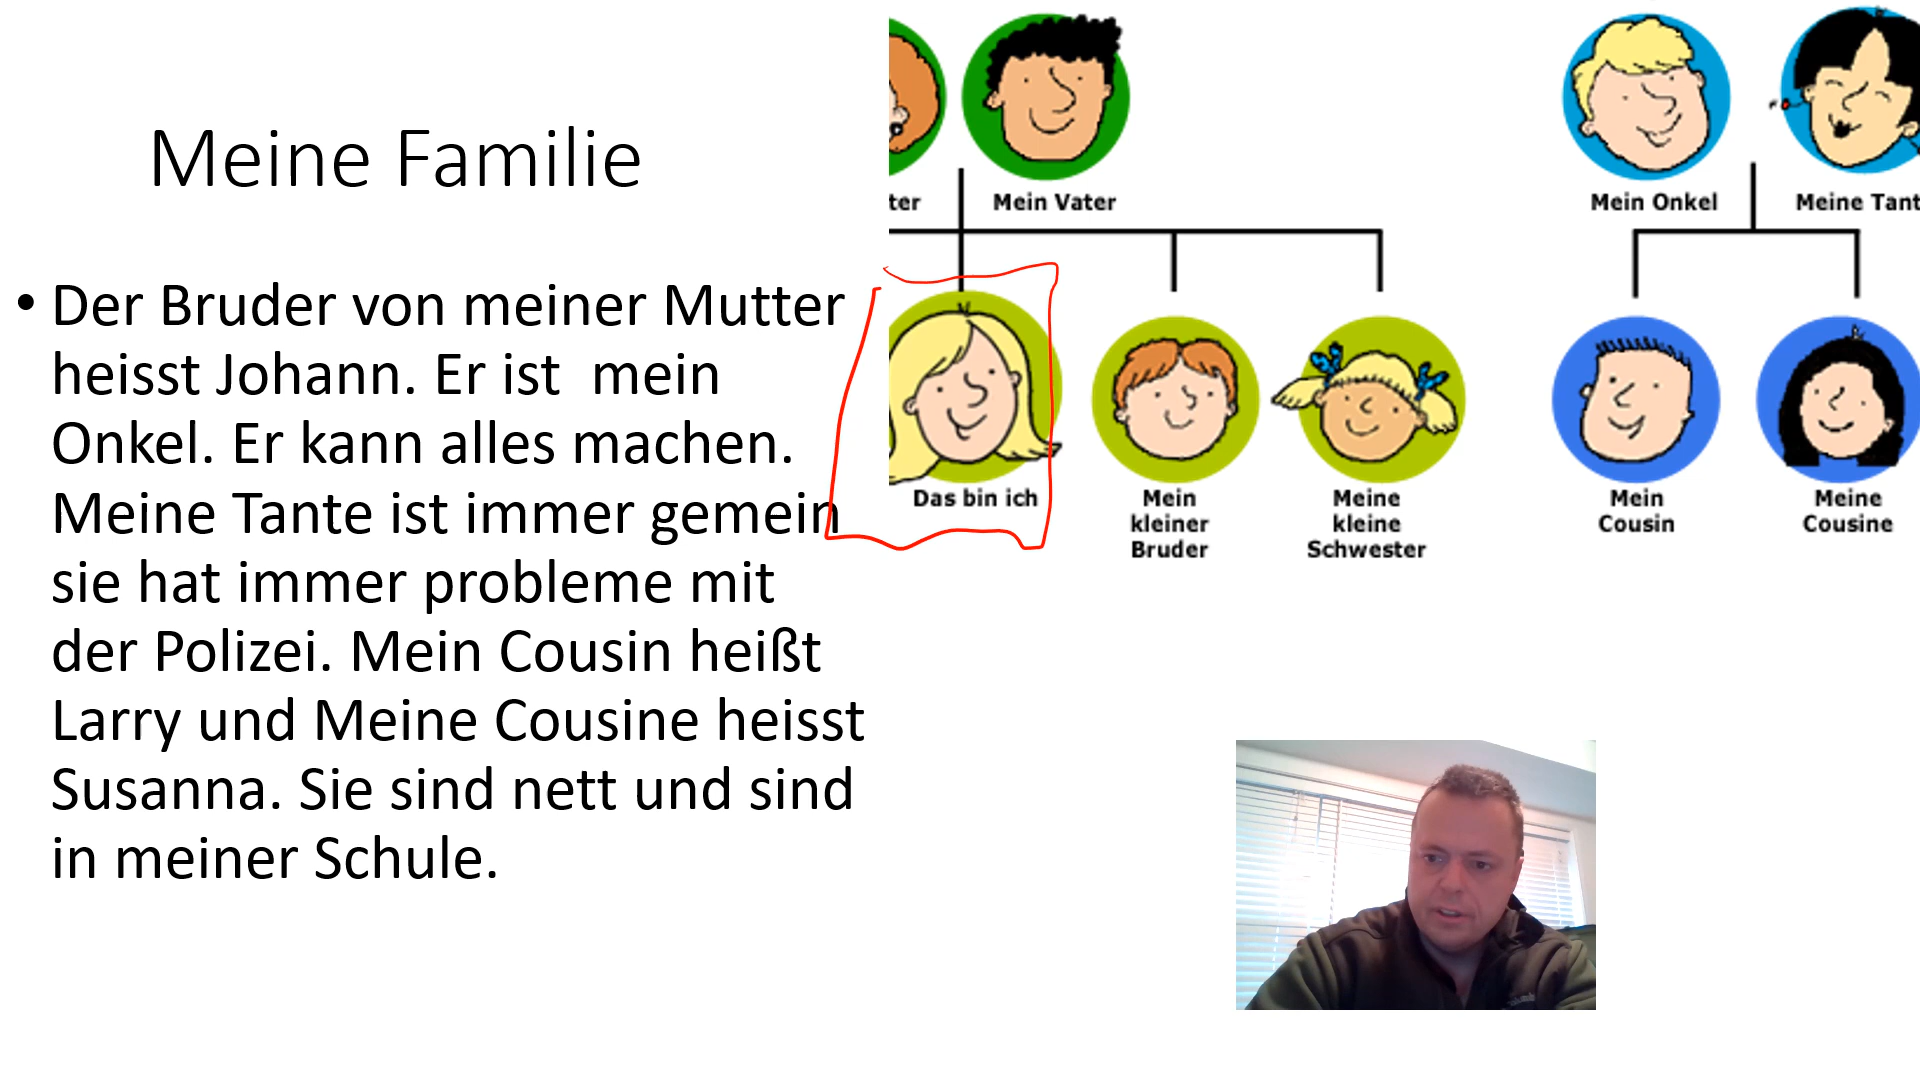 Meine Familie
• Der Bruder von meiner Mutter
heisst Johann. Er ist  mein
Onkel. Er kann alles machen.
Meine Tante ist immer gemein
sie hat immer probleme mit
der Polizei. Mein Cousin heißt
Larry und Meine Cousine heisst
Susanna. Sie sind nett und sind
in meiner Schule.
ter
Mein Vater
Mein Onkel
Meine Tant
Das bin ich
Mein
kleiner
Bruder
Meine
kleine
Schwester
Mein
Cousin
Meine
Cousine